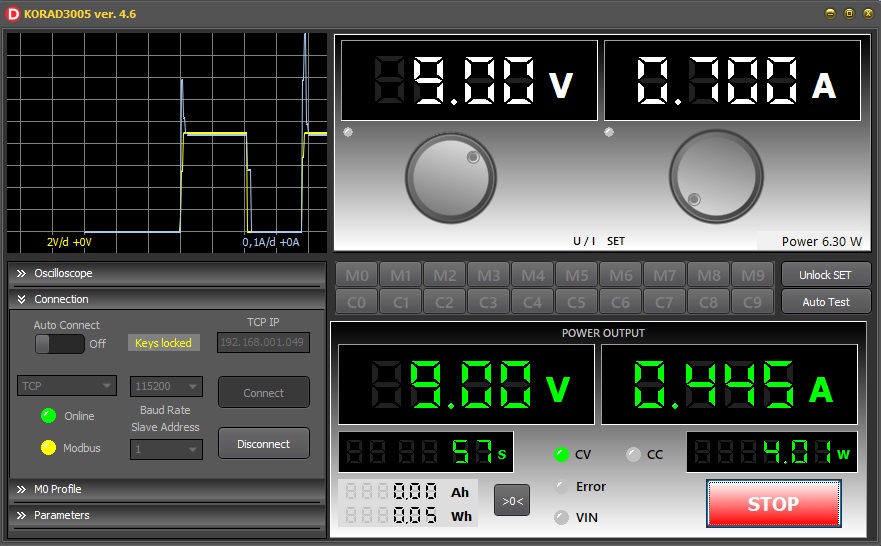 KORAD3005 ver. 4.6
9.00 V
0.700 A
2V/d +0V
0,1A/d +0A
U / I SET
Power 6.30 W
Oscilloscope
M0 M1 M2 M3 M4 M5 M6 M7 M8 M9
Unlock SET
C0 C1 C2 C3 C4 C5 C6 C7 C8 C9
Auto Test
Connection
Auto Connect
Off
Keys locked
TCP IP
192.168.001.049
TCP
115200
Connect
Online
Baud Rate
Slave Address
Modbus
1
Disconnect
M0 Profile
Parameters
POWER OUTPUT
9.00 V
0.445 A
57 s
CV
CC
4.01 W
0.00 Ah
0.05 Wh
>0<
Error
VIN
STOP